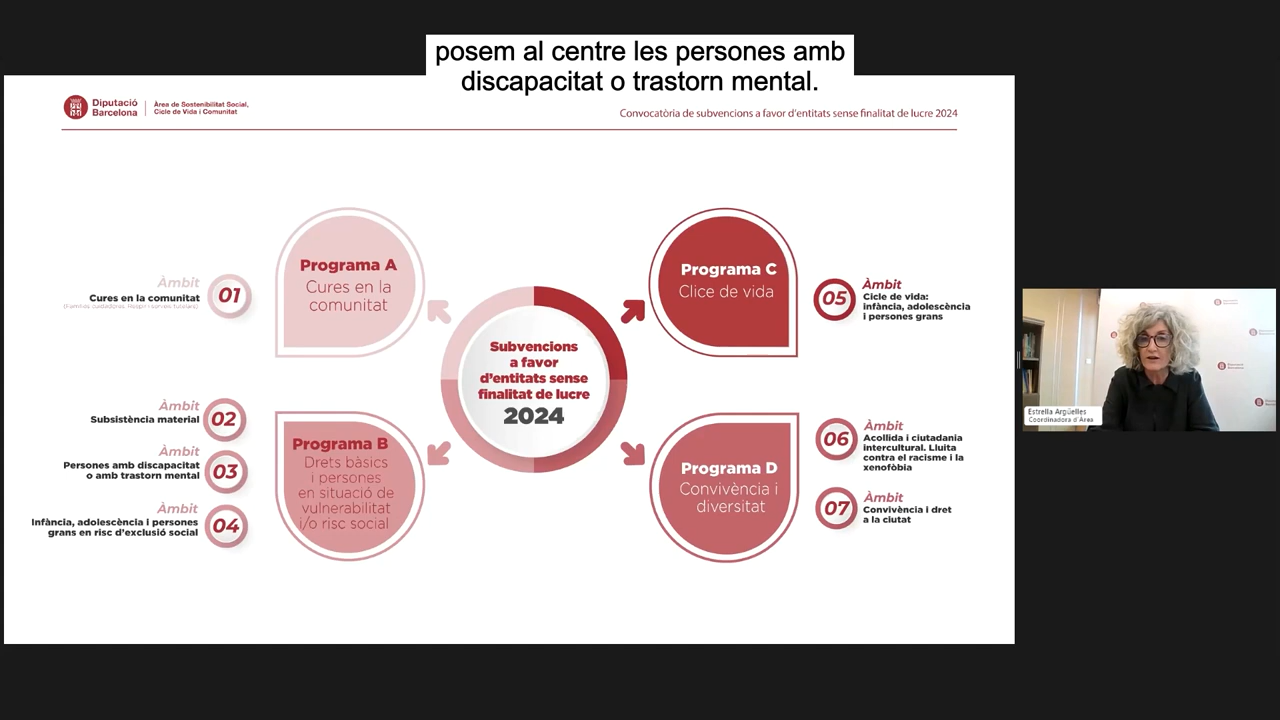 posem al centre les persones amb
discapacitat o trastorn mental.
Diputació
Barcelona
Àrea de Sostenibilitat Social,
Cicle de Vida i Comunitat
Convocatòria de subvencions a favor d'entitats sense finalitat de lucre 2024
Àmbit
01
Cures en la comunitat
Programa A
Cures en la
comunitat
Àmbit
02
Subsistència material
Àmbit
03
Persones amb discapacitat
o amb trastorn mental
Àmbit
04
Infància, adolescència i persones
grans en risc d'exclusió social
Programa B
Drets bàsics
i persones
en situació de
vulnerabilitat
i/o risc social
Subvencions
a favor
d'entitats sense
finalitat de lucre
2024
Programa C
Clice de vida
05
Àmbit
Cicle de vida:
infància, adolescència
i persones grans
Programa D
Convivència i
diversitat
06
Àmbit
Acollida i ciutadania
intercultural. Lluita
contra el racisme i la
xenofòbia
07
Àmbit
Convivència i dret
a la ciutat
Estrella Argüelles
Coordinadora d'Àrea